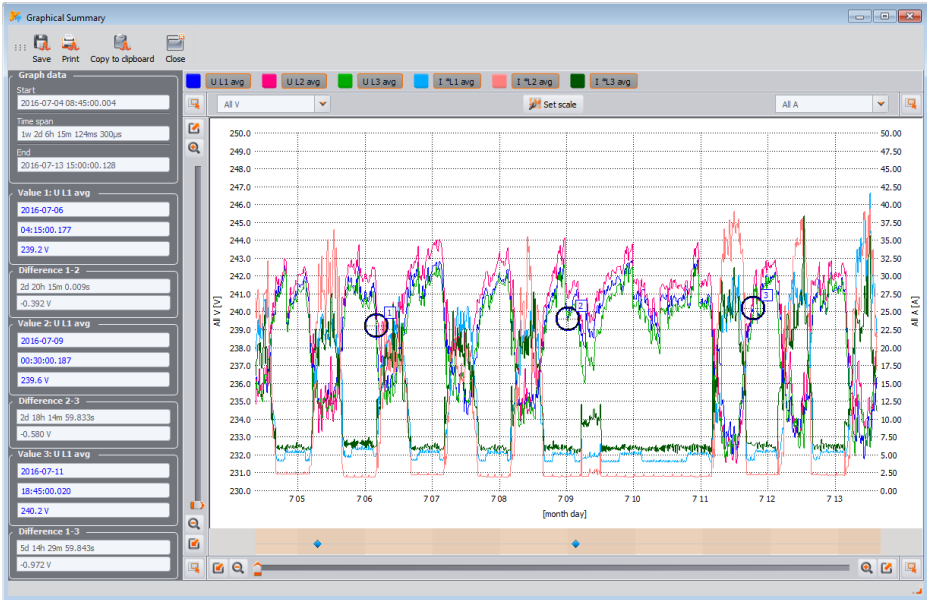 Graphical Summary
Save Print Copy to clipboard Close
Graph data
Start
2016-07-04 08:45:00.004
Time span
1w 2d 6h 15m 124ms 300µs
End
2016-07-13 15:00:00.128
Value 1: U L1 avg
2016-07-06
04:15:00.177
239.2 V
Difference 1-2
2d 20h 15m 0.009s
-0.392 V
Value 2: U L1 avg
2016-07-09
00:30:00.187
239.6 V
Difference 2-3
2d 18h 14m 59.833s
-0.580 V
Value 3: U L1 avg
2016-07-11
18:45:00.020
240.2 V
Difference 1-3
5d 14h 29m 59.843s
-0.972 V
U L1 avg U L2 avg U L3 avg I *L1 avg I *L2 avg I *L3 avg
All V Set scale All A
250.0 50.00
249.0 47.50
248.0 45.00
247.0 42.50
246.0 40.00
245.0 37.50
244.0 35.00
243.0 32.50
242.0 30.00
241.0 27.50
240.0 25.00
239.0 22.50
238.0 20.00
237.0 17.50
236.0 15.00
235.0 12.50
234.0 10.00
233.0 7.50
232.0 5.00
231.0 2.50
230.0 0.00
All V [V]
All A [A]
1
2
3
7 05 7 06 7 07 7 08 7 09 7 10 7 11 7 12 7 13
[month day]